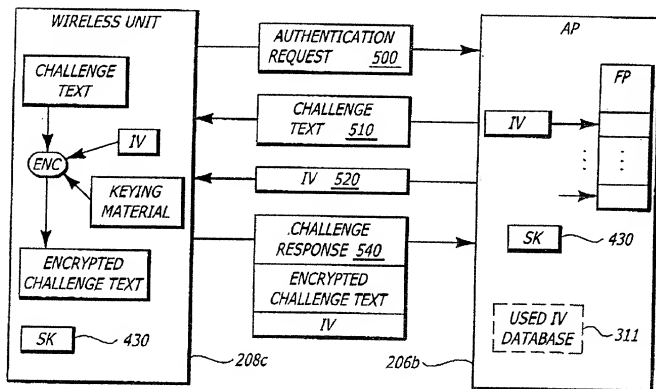 WIRELESS UNIT
CHALLENGE
TEXT
IV
ENC
KEYING
MATERIAL
ENCRYPTED
CHALLENGE TEXT
SK
430
208c
AUTHENTICATION
REQUEST 500
CHALLENGE
TEXT 510
IV 520
.CHALLENGE
RESPONSE 540
ENCRYPTED
CHALLENGE TEXT
IV
206b
AP
FP
IV
SK
430
USED IV
DATABASE
311